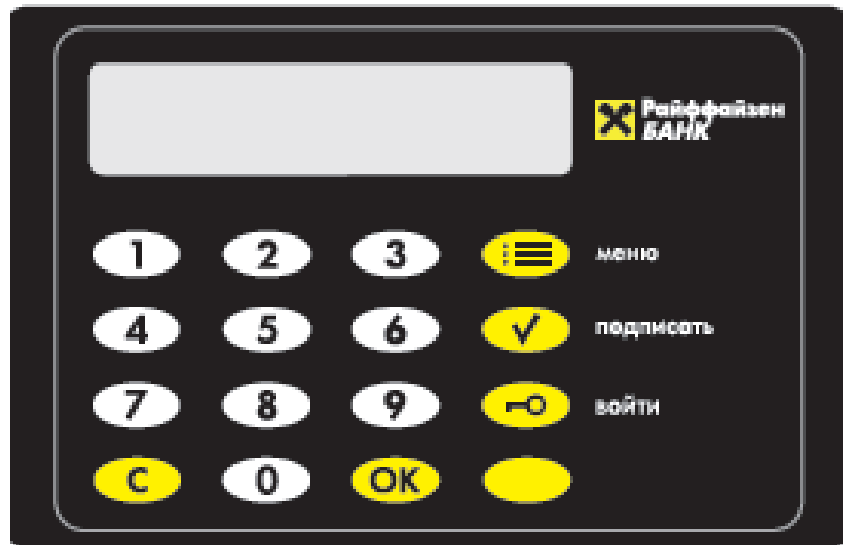 Райффайзен
БАНК
1 2 3 меню
4 5 6 подписать
7 8 9 войти
C 0 OK